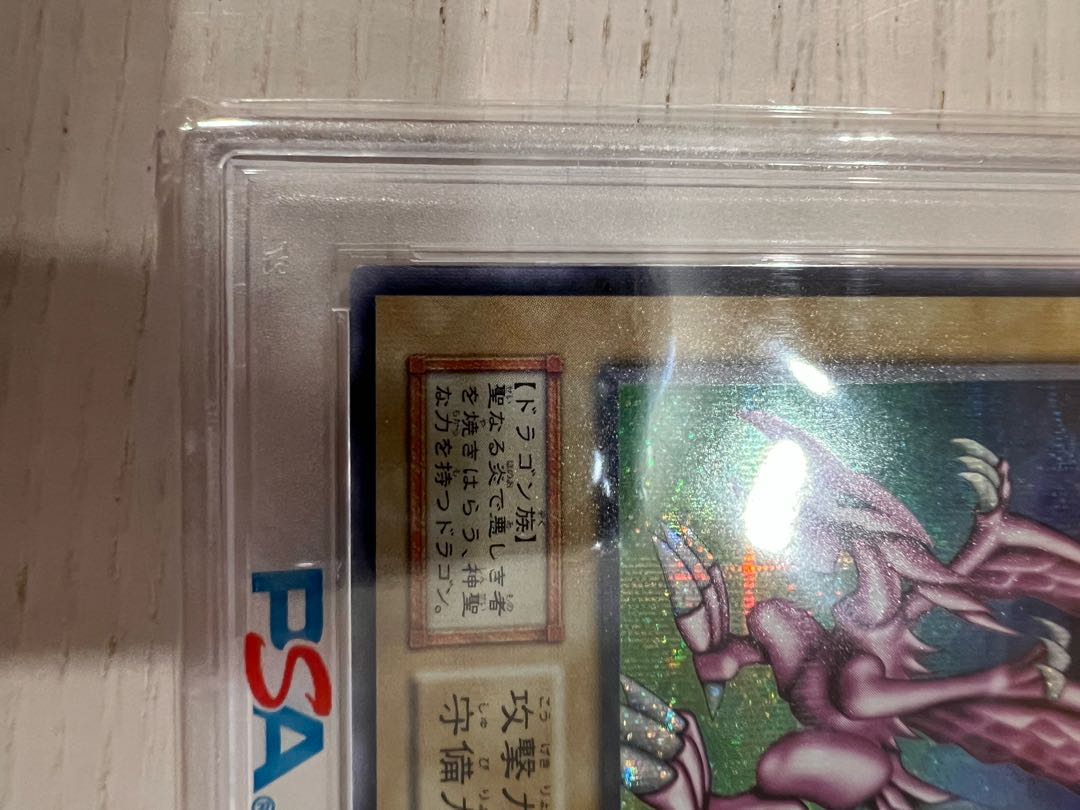 【ドラゴン族】
聖なる炎で悪しき者
を焼きはらう、神聖
な力を持つドラゴン。
攻撃力
守備力
PSA®